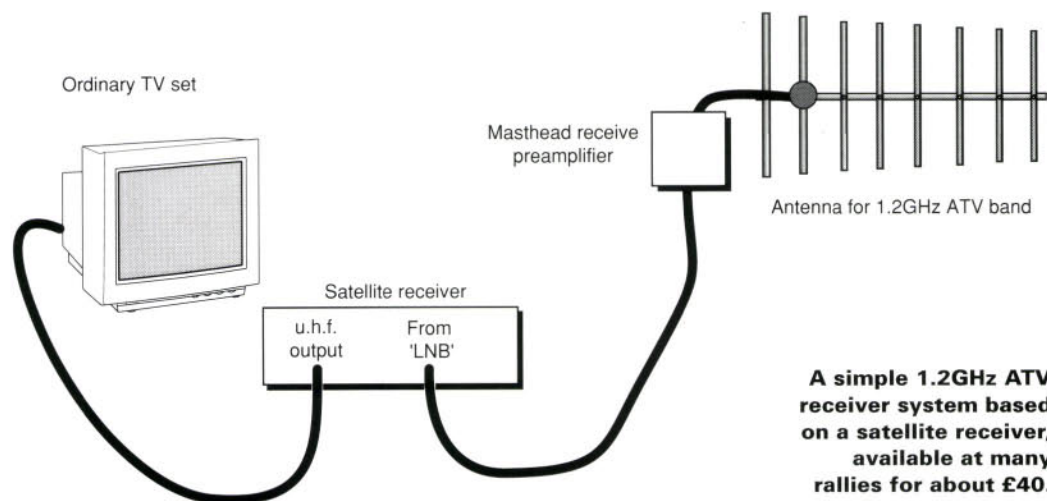 Ordinary TV set
Masthead receive
preamplifier
Antenna for 1.2GHz ATV band
Satellite receiver
u.h.f.
output
From
'LNB'
A simple 1.2GHz ATV
receiver system based
on a satellite receiver,
available at many
rallies for about £40.